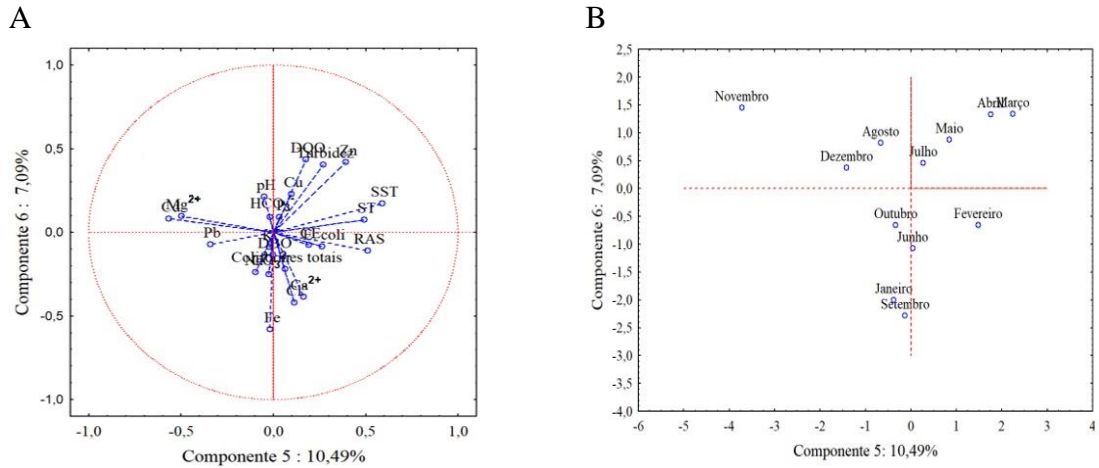 A
B
1,0
0,5
0,0
-0,5
-1,0
Componente 6 : 7,09%
DQO
Turbidez
Zn
Cu
pH
SST
ST
Mg2+
Cd
Pb
RAS
E.coli
DBO
Coliformes totais
Ca2+
Fe
-1,0 -0,5 0,0 0,5 1,0
Componente 5 : 10,49%
2,5
2,0
1,5
1,0
0,5
0,0
-0,5
-1,0
-1,5
-2,0
-2,5
-3,0
-3,5
-4,0
Componente 6: 7,09%
Novembro
Abril Março
Agosto
Maio
Dezembro
Julho
Outubro
Fevereiro
Junho
Janeiro
Setembro
-6 -5 -4 -3 -2 -1 0 1 2 3 4
Componente 5: 10,49%